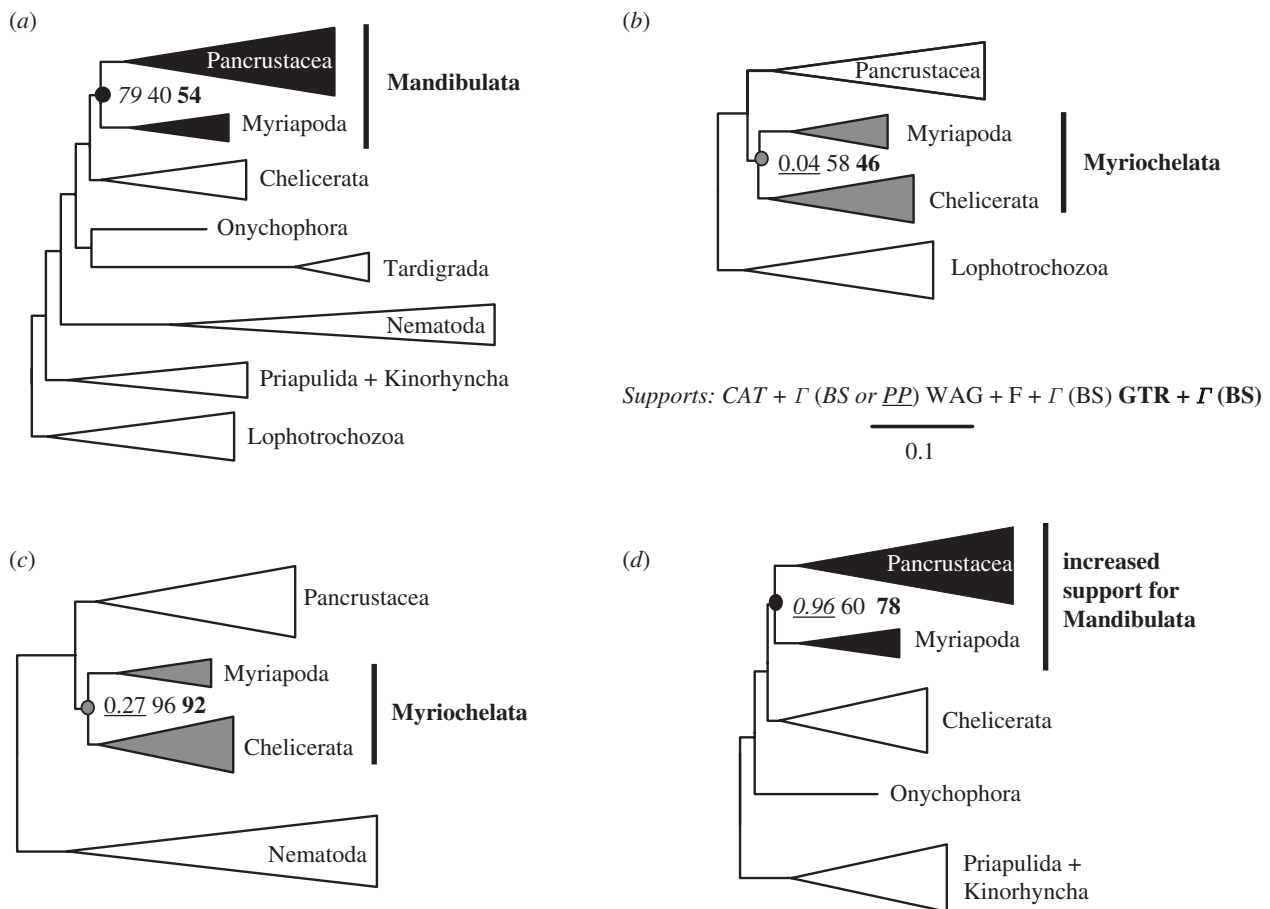 (a)
Pancrustacea
Mandibulata
79 40 54
Myriapoda
Chelicerata
Onychophora
Tardigrada
Nematoda
Priapulida + Kinorhyncha
Lophotrochozoa
(b)
Pancrustacea
Myriapoda
0.04 58 46
Myriochelata
Chelicerata
Lophotrochozoa
Supports: CAT + Γ (BS or PP) WAG + F + Γ (BS) GTR + Γ (BS)
0.1
(c)
Pancrustacea
Myriapoda
0.27 96 92
Myriochelata
Chelicerata
Nematoda
(d)
Pancrustacea
increased
support for
Mandibulata
0.96 60 78
Myriapoda
Chelicerata
Onychophora
Priapulida +
Kinorhyncha